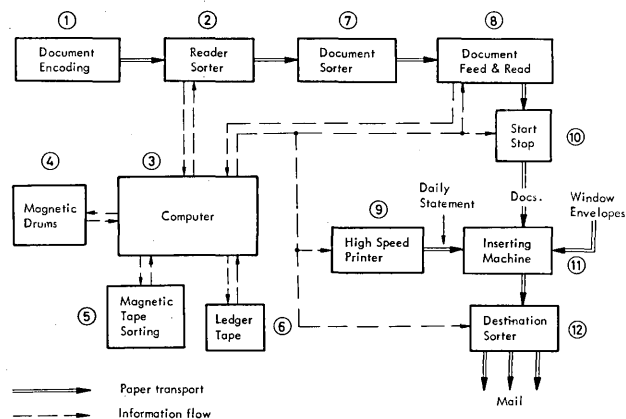 1
2
7
8
Document
Encoding
Reader
Sorter
Document
Sorter
Document
Feed & Read
Start
Stop
10
4
3
Magnetic
Drums
Computer
Daily
Statement
Docs.
Window
Envelopes
9
High Speed
Printer
Inserting
Machine
11
5
Magnetic
Tape
Sorting
Ledger
Tape
6
Destination
Sorter
12
Mail
Paper transport
Information flow